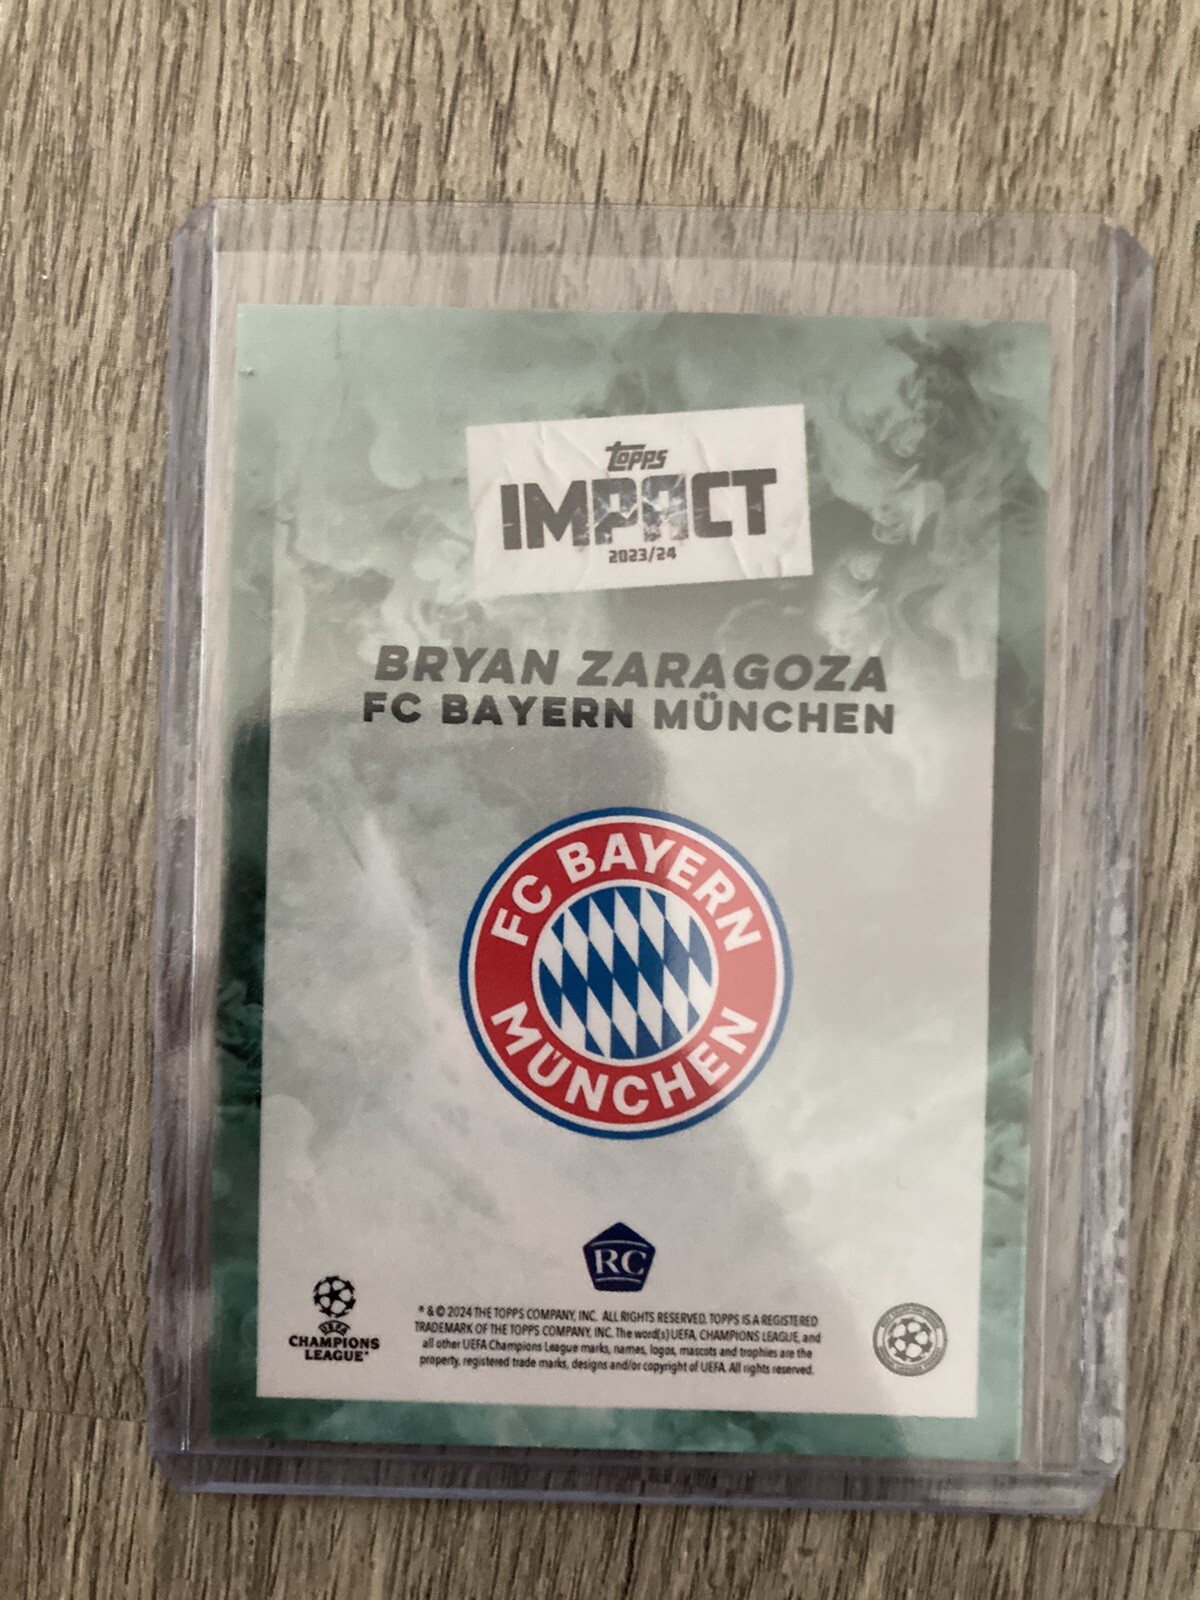 topps
IMPACT
2023/24
BRYAN ZARAGOZA
FC BAYERN MÜNCHEN
FC BAYERN
MÜNCHEN
RC
UEFA
CHAMPIONS
LEAGUE®
® & © 2024 THE TOPPS COMPANY, INC. ALL RIGHTS RESERVED. TOPPS IS A REGISTERED
TRADEMARK OF THE TOPPS COMPANY, INC. The word(s) UEFA, CHAMPIONS LEAGUE, and
all other UEFA Champions League marks, names, logos, mascots and trophies are the
property, registered trade marks, designs and/or copyright of UEFA. All rights reserved.